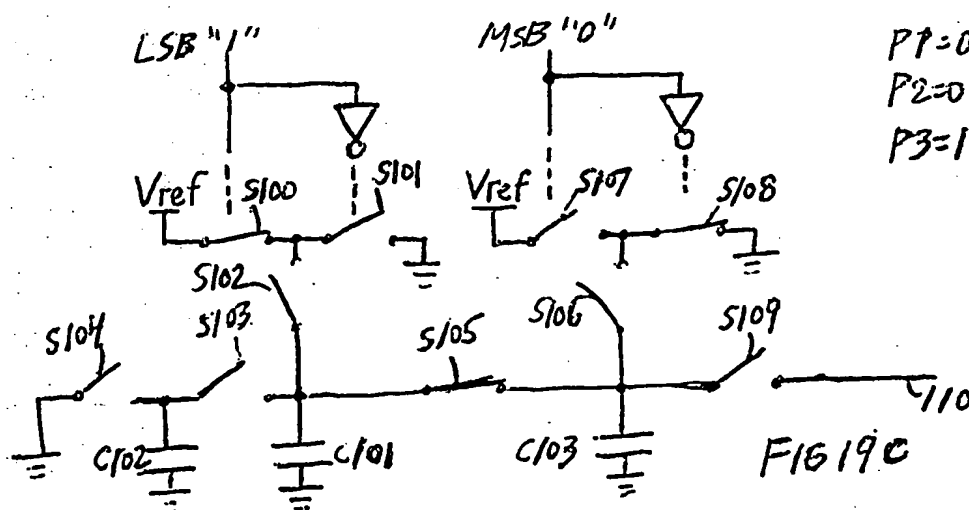 LSB "1"
MSB "0"
P1=0
P2=0
P3=1
Vref
S100
S101
Vref
S107
S108
S102
S106
S104
S103
S105
S109
110
C102
C101
C103
FIG 19C